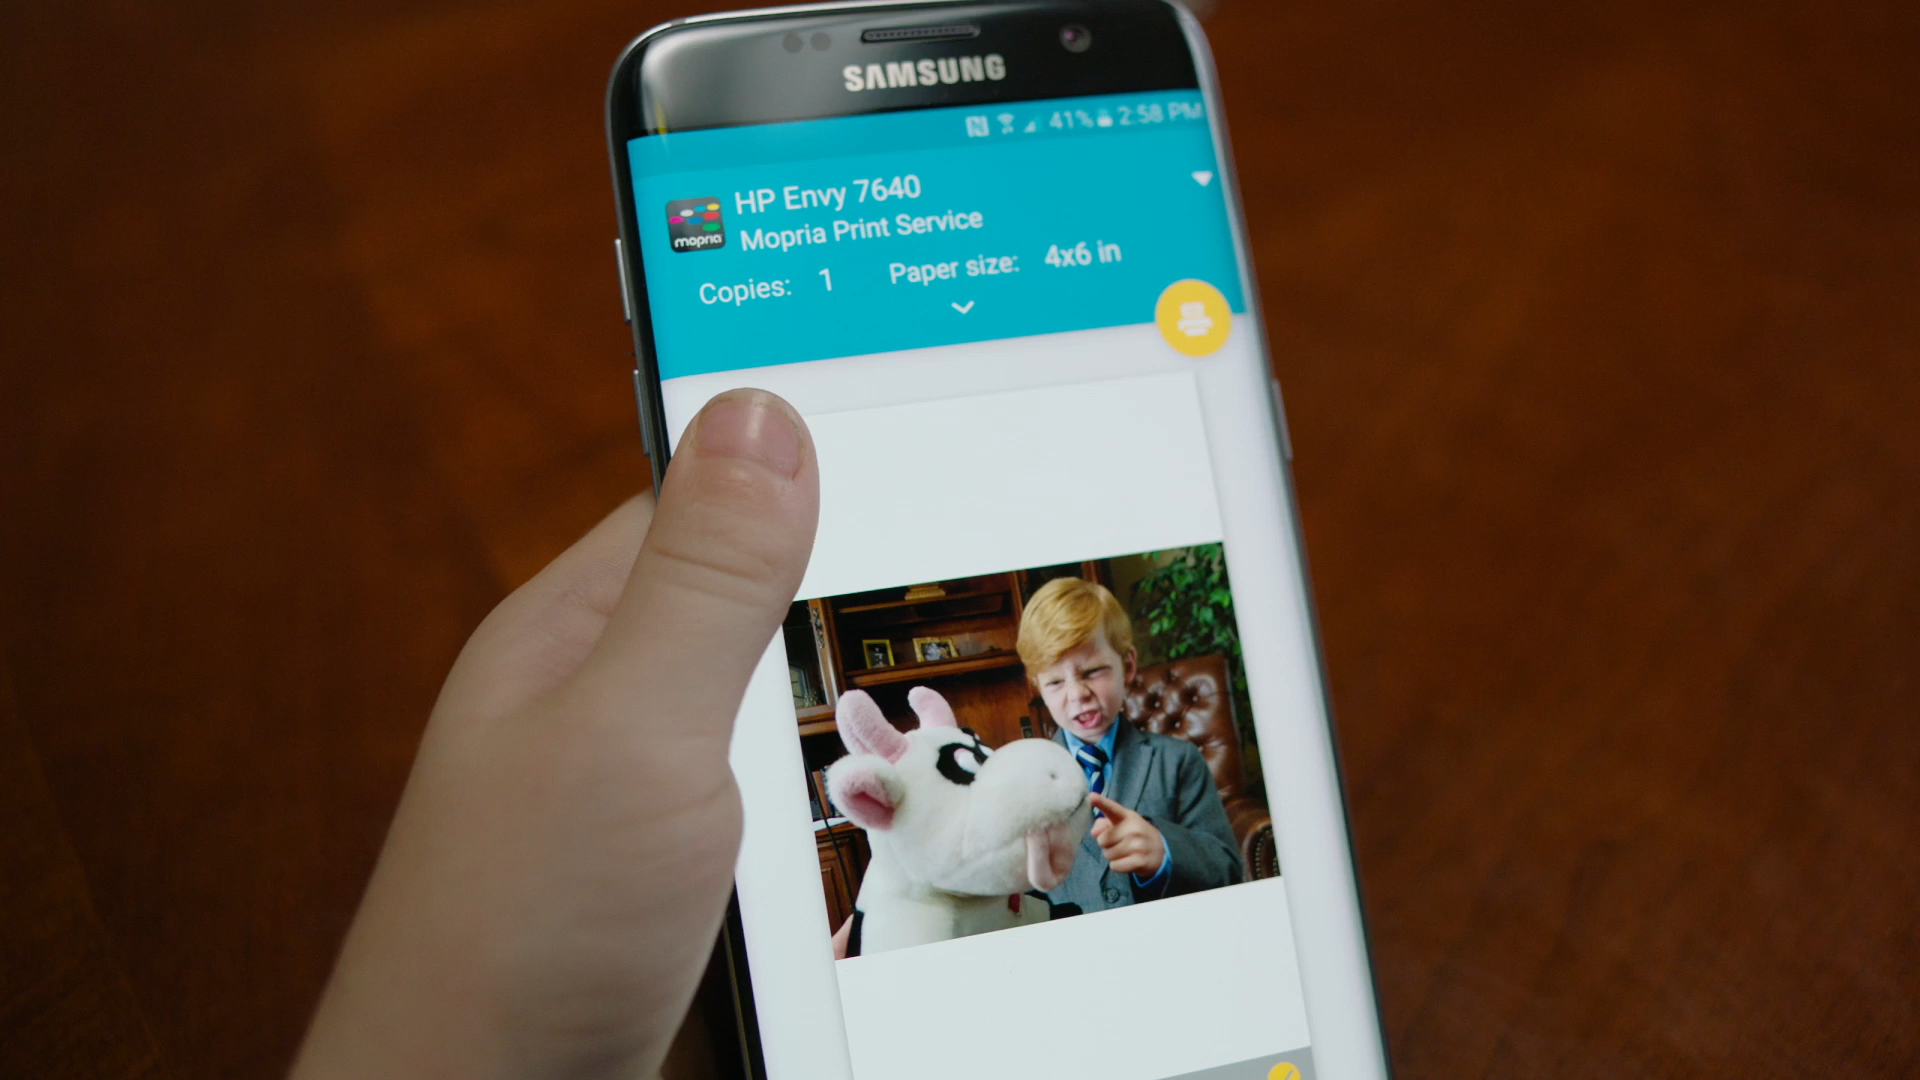 SAMSUNG
41% 2:58 PM
HP Envy 7640
mopria
Mopria Print Service
Copies: 1 Paper size: 4x6 in